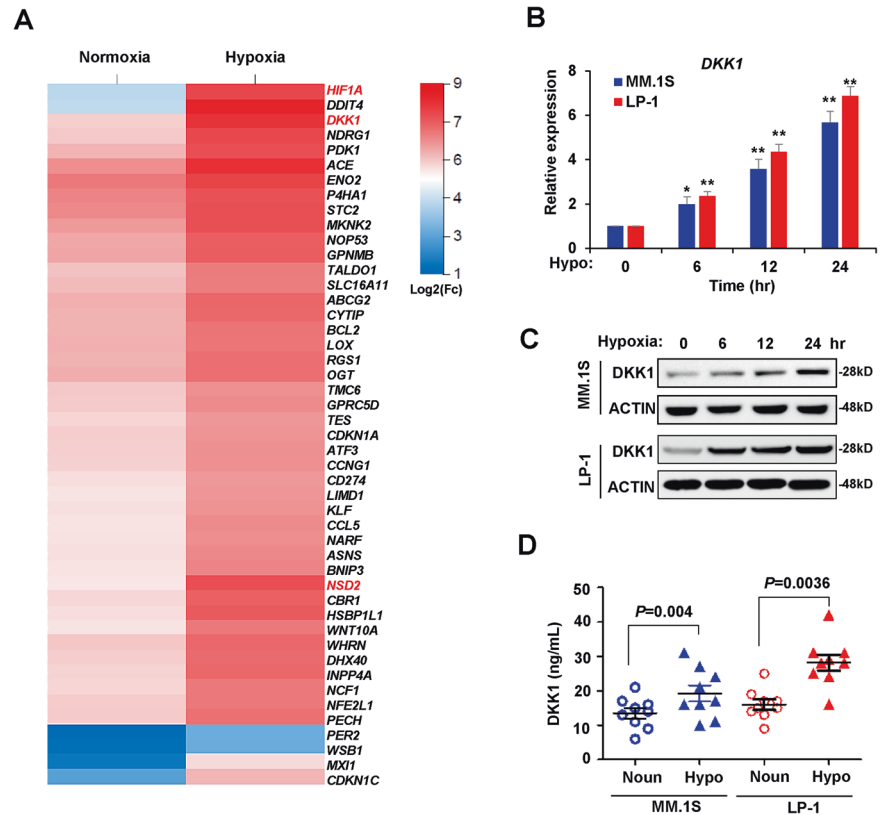 A
Normoxia Hypoxia
HIF1A
DDIT4
DKK1
NDRG1
PDK1
ACE
ENO2
P4HA1
STC2
MKNK2
NOP53
GPNMB
TALDO1
SLC16A11
ABCG2
CYTIP
BCL2
LOX
RGS1
OGT
TMC6
GPRC5D
TES
CDKN1A
ATF3
CCNG1
CD274
LIMD1
KLF
CCL5
NARF
ASNS
BNIP3
NSD2
CBR1
HSBP1L1
WNT10A
WHRN
DHX40
INPP4A
NCF1
NFE2L1
PECH
PER2
WSB1
MXI1
CDKN1C
9
7
6
4
3
1
Log2(Fc)
B
DKK1
MM.1S
LP-1
Relative expression
8
6
4
2
0
* ** ** ** ** **
Hypo: 0 6 12 24
Time (hr)
C
Hypoxia: 0 6 12 24 hr
MM.1S
DKK1 -28kD
ACTIN -48kD
LP-1
DKK1 -28kD
ACTIN -48kD
D
P=0.004 P=0.0036
DKK1 (ng/mL)
50
40
30
20
10
0
Noun Hypo Noun Hypo
MM.1S LP-1